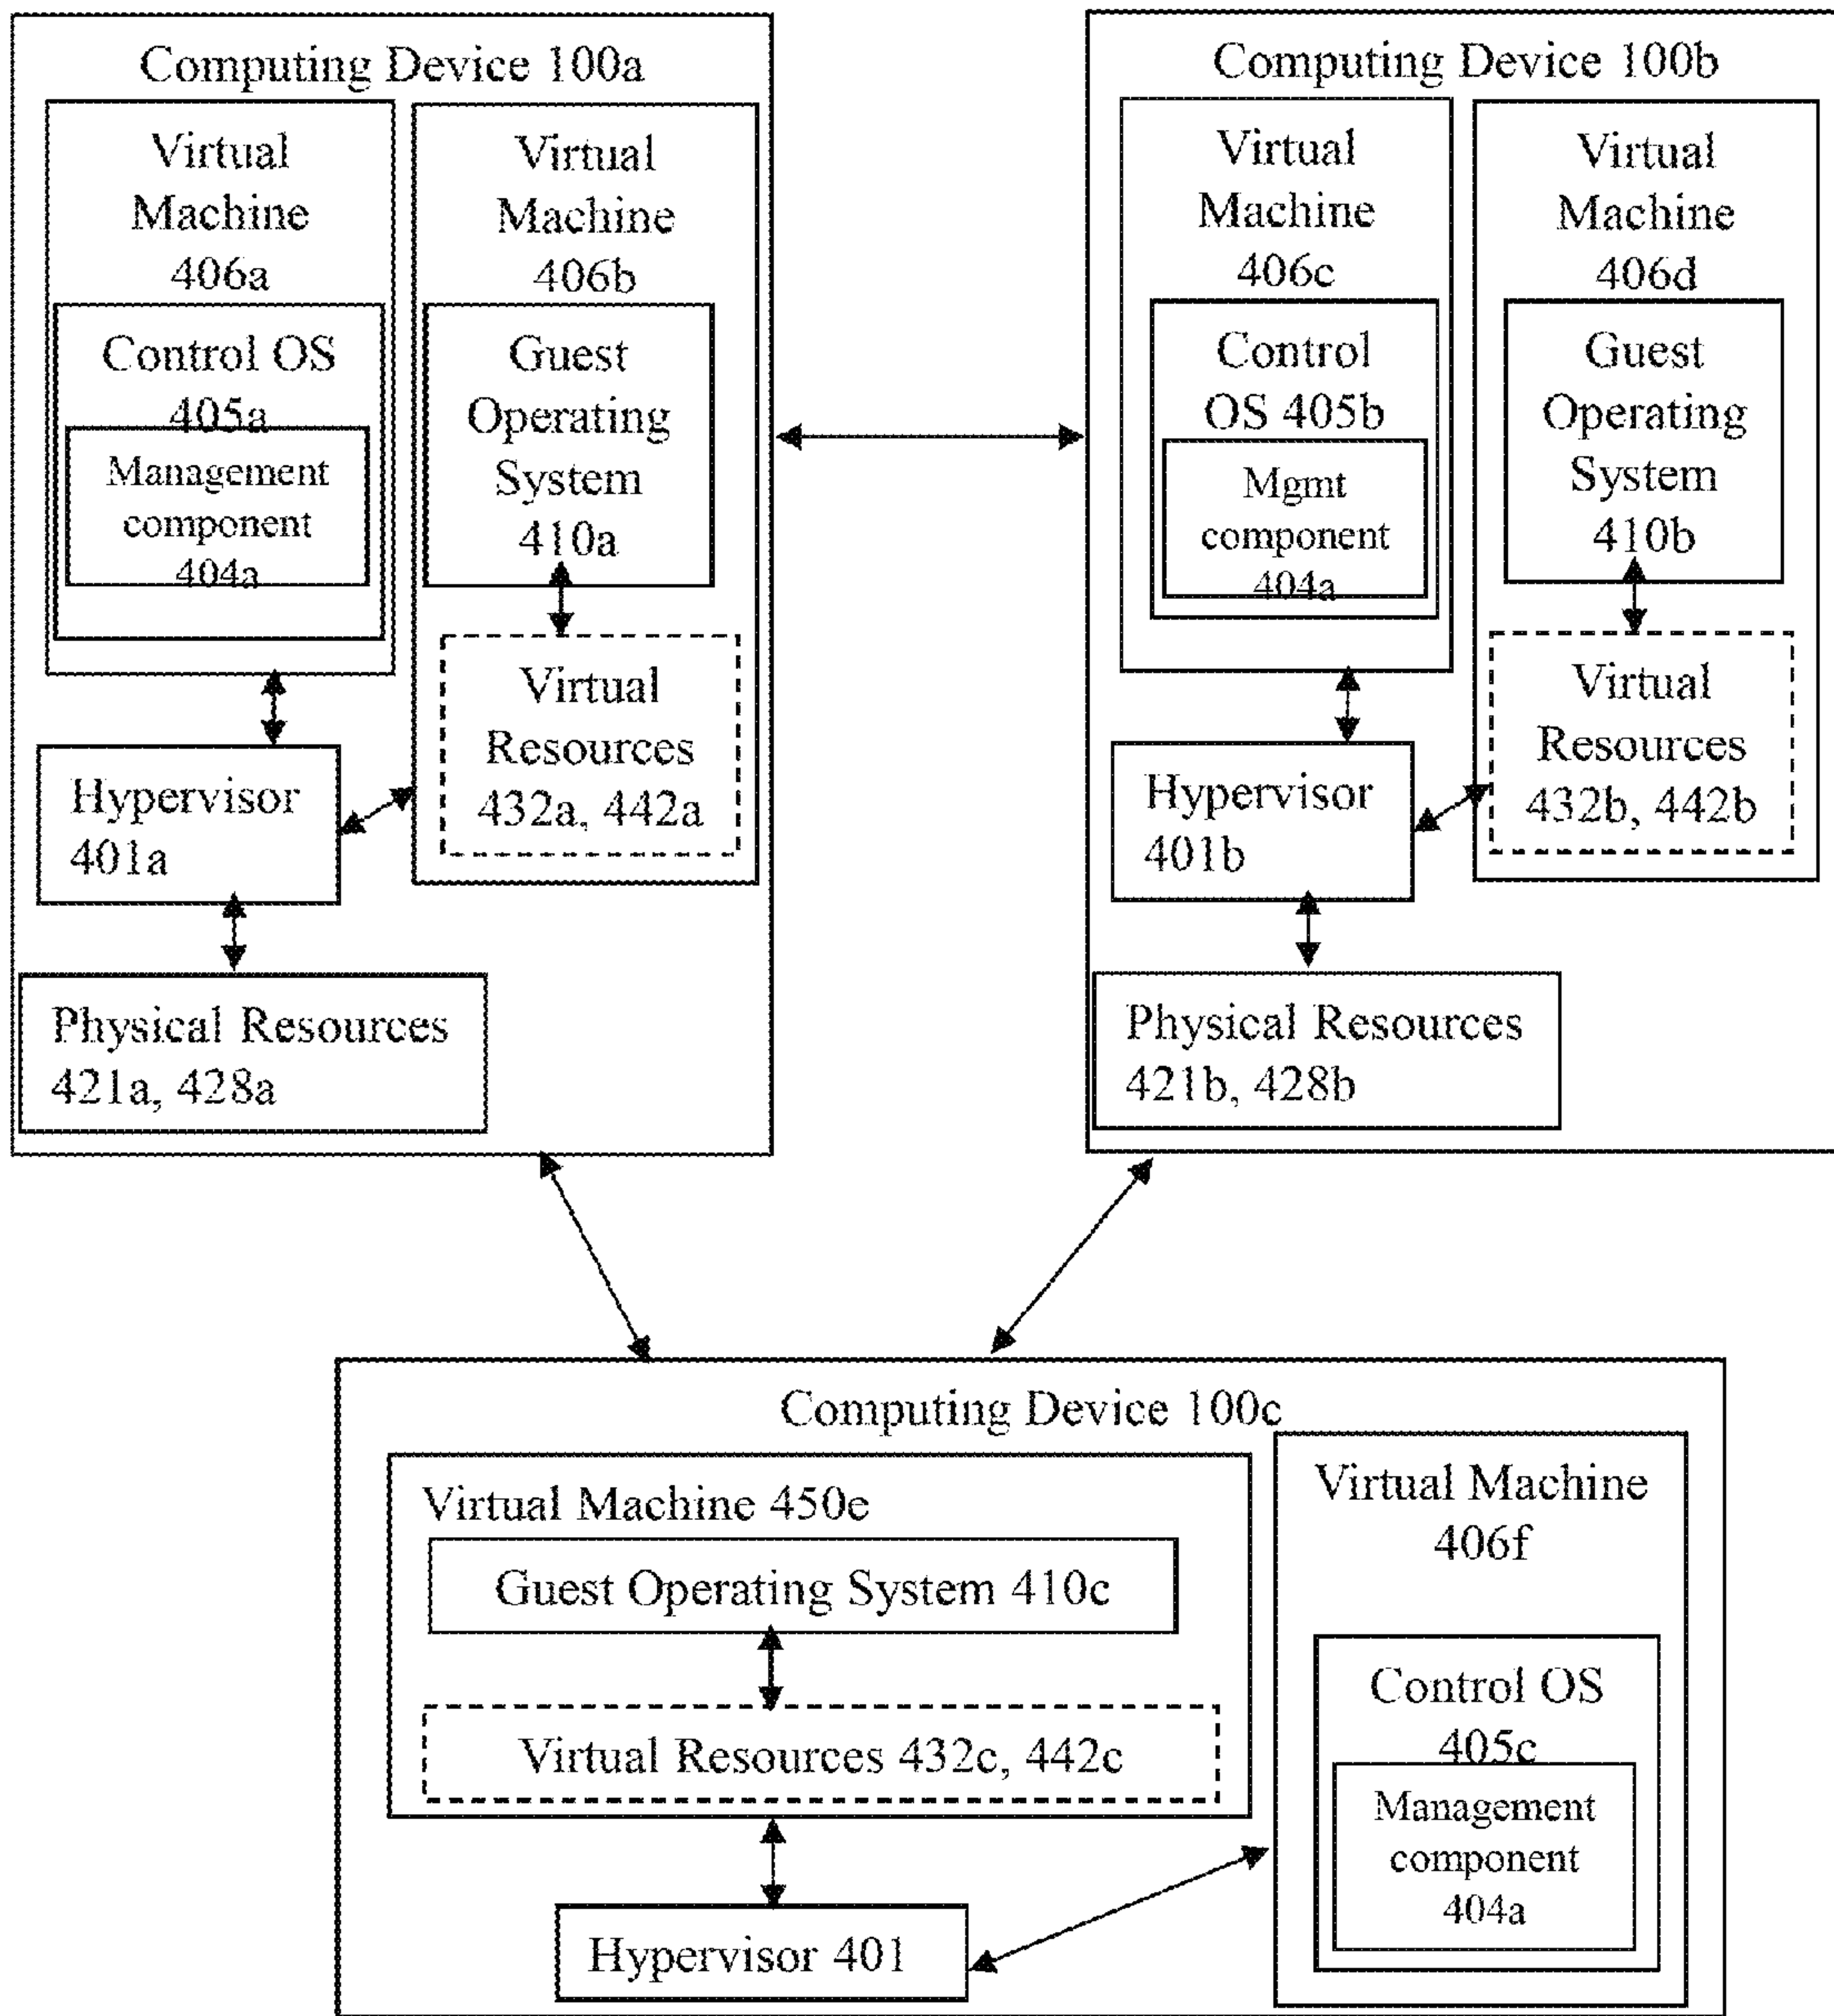 Computing Device 100a
Virtual
Machine
406a
Control OS
405a
Management
component
404a
Virtual
Machine
406b
Guest
Operating
System
410a
Virtual
Resources
432a, 442a
Hypervisor
401a
Physical Resources
421a, 428a
Computing Device 100b
Virtual
Machine
406c
Control
OS 405b
Mgmt
component
404a
Virtual
Machine
406d
Guest
Operating
System
410b
Virtual
Resources
432b, 442b
Hypervisor
401b
Physical Resources
421b, 428b
Computing Device 100c
Virtual Machine 450e
Guest Operating System 410c
Virtual Resources 432c, 442c
Hypervisor 401
Virtual Machine
406f
Control OS
405c
Management
component
404a